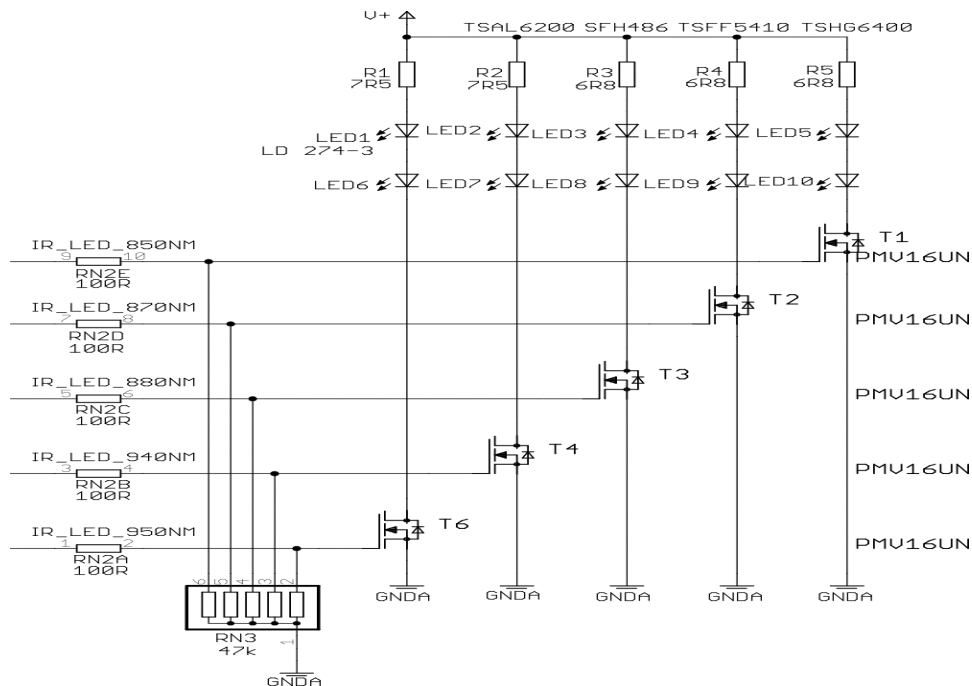 V+
TSAL6200 SFH486 TSFF5410 TSHG6400
R1
7R5
R2
7R5
R3
6R8
R4
6R8
R5
6R8
LED1
LD 274-3
LED2
LED3
LED4
LED5
LED6
LED7
LED8
LED9
LED10
IR_LED_850NM
9 10
RN2E
100R
T1
PMV16UN
IR_LED_870NM
7 8
RN2D
100R
T2
PMV16UN
IR_LED_880NM
5 6
RN2C
100R
T3
PMV16UN
IR_LED_940NM
3 4
RN2B
100R
T4
PMV16UN
IR_LED_950NM
1 2
RN2A
100R
T6
PMV16UN
6 5 4 3 2
GNDA
GNDA
GNDA
GNDA
GNDA
RN3
47k
1
GNDA